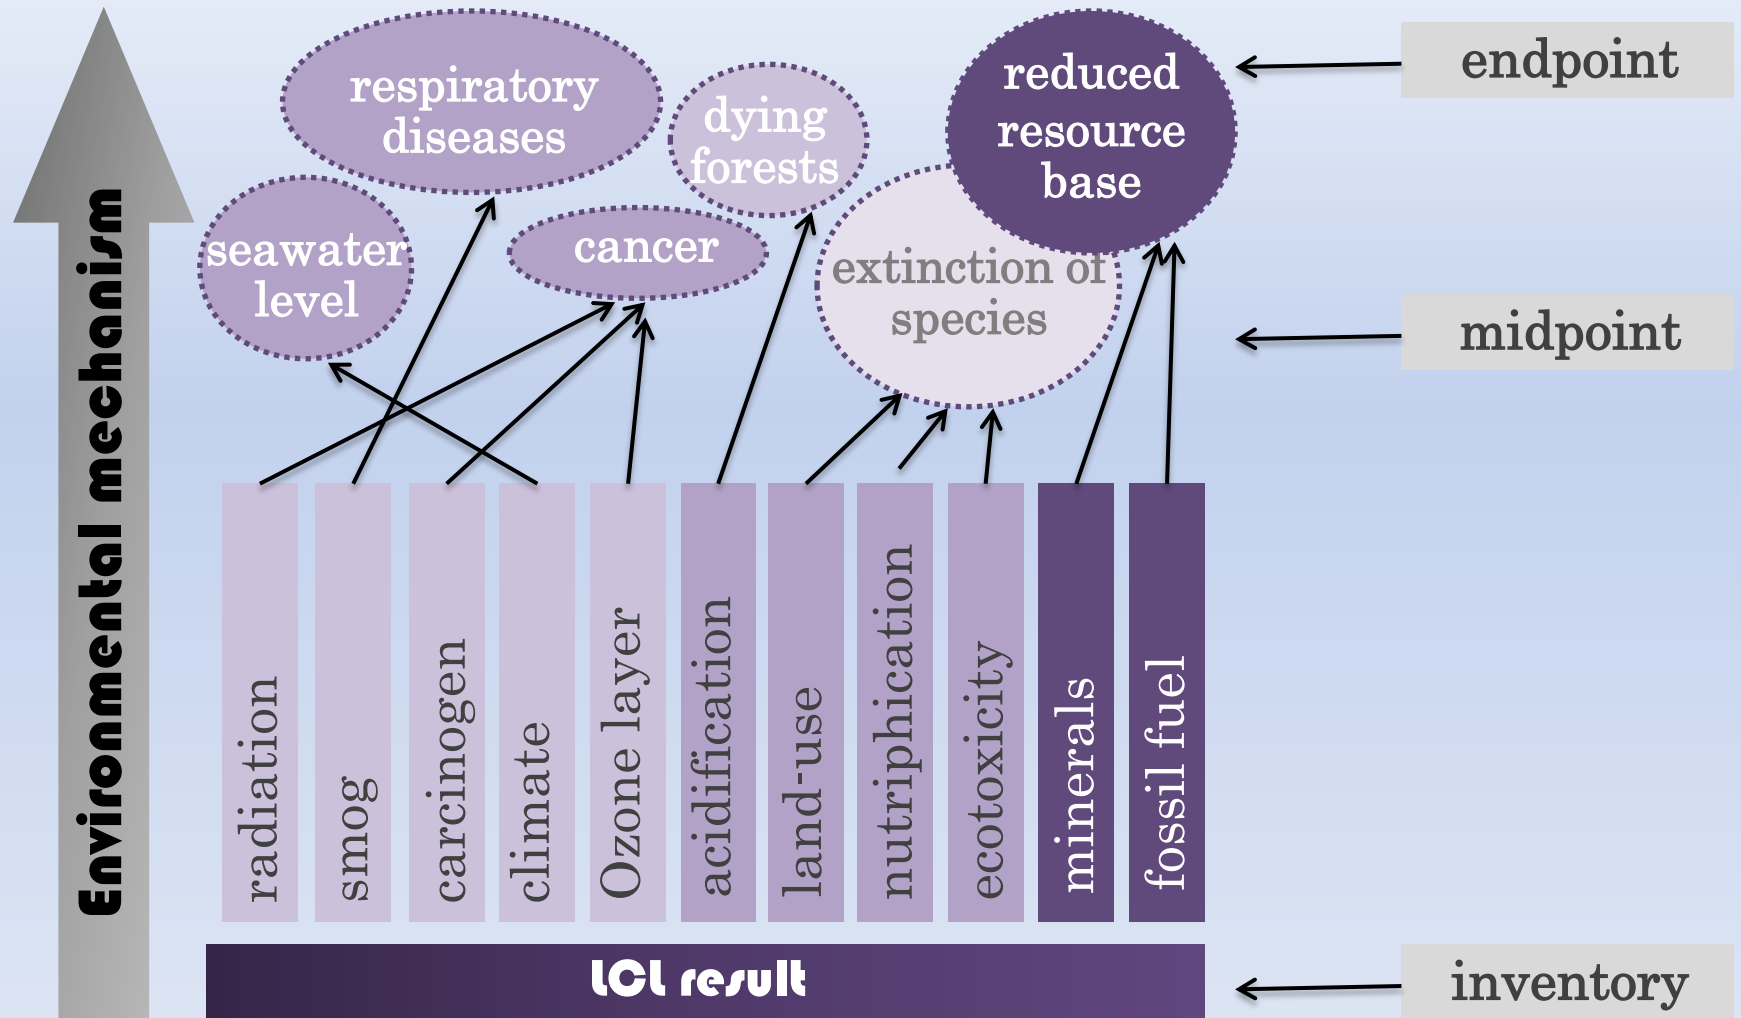 Environmental mechanism
respiratory
diseases
dying
forests
reduced
resource
base
endpoint
seawater
level
cancer
extinction of
species
midpoint
radiation
smog
carcinogen
climate
Ozone layer
acidification
land-use
nutriphication
ecotoxicity
minerals
fossil fuel
LCL result
inventory